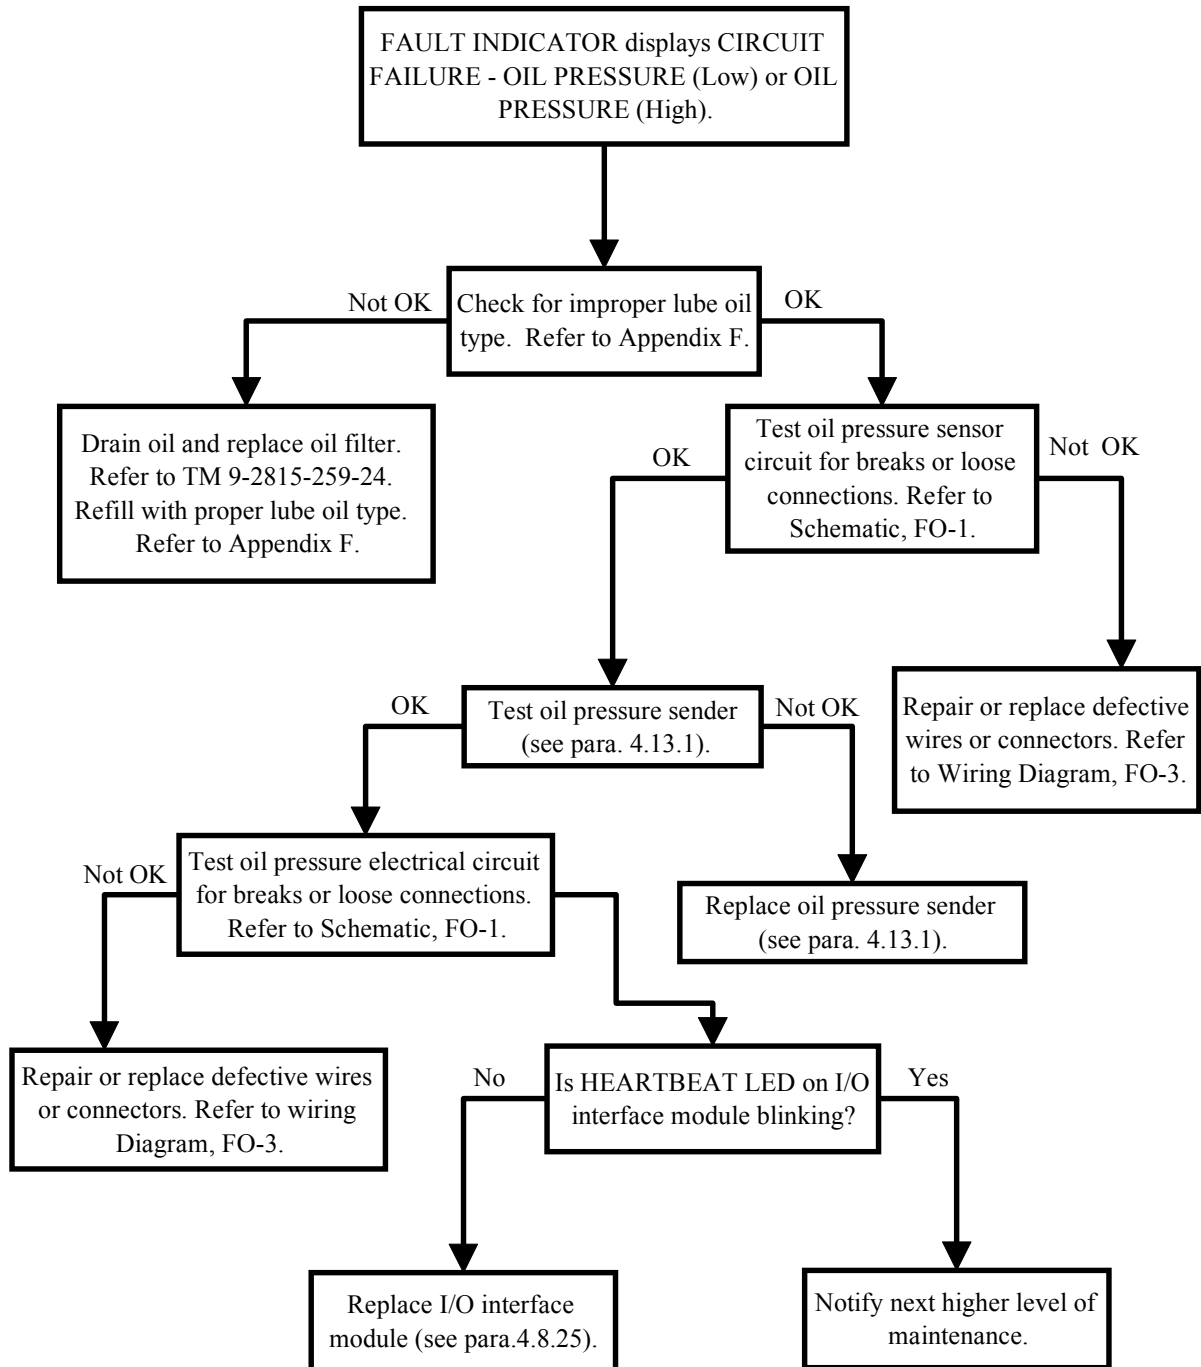 FAULT INDICATOR displays CIRCUIT
FAILURE - OIL PRESSURE (Low) or OIL
PRESSURE (High).
Not OK
Check for improper lube oil
type.  Refer to Appendix F.
OK
Drain oil and replace oil filter.
Refer to TM 9-2815-259-24.
Refill with proper lube oil type.
Refer to Appendix F.
OK
Test oil pressure sensor
circuit for breaks or loose
connections. Refer to
Schematic, FO-1.
Not  OK
OK
Test oil pressure sender
(see para. 4.13.1).
Not OK
Repair or replace defective
wires or connectors. Refer
to Wiring Diagram, FO-3.
Not OK
Test oil pressure electrical circuit
for breaks or loose connections.
Refer to Schematic, FO-1.
Replace oil pressure sender
(see para. 4.13.1).
Repair or replace defective wires
or connectors. Refer to wiring
Diagram, FO-3.
No
Is HEARTBEAT LED on I/O
interface module blinking?
Yes
Replace I/O interface
module (see para.4.8.25).
Notify next higher level of
maintenance.